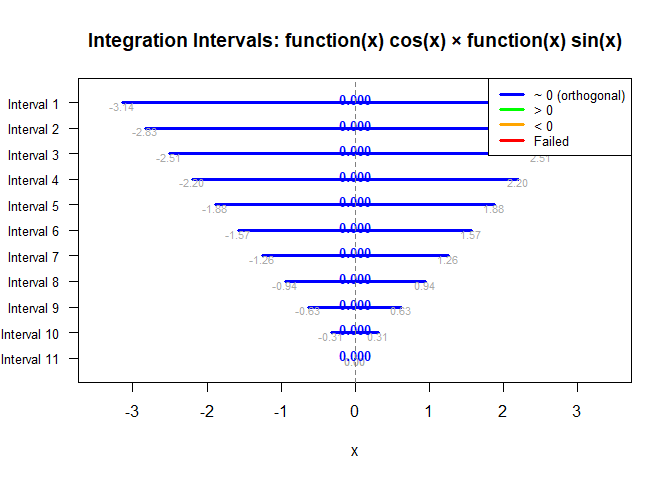 Integration Intervals: function(x) cos(x) × function(x) sin(x)
~ 0 (orthogonal)
> 0
< 0
Failed
Interval 1 0.000
-3.14
Interval 2 0.000
-2.83
Interval 3 0.000
-2.51 2.51
Interval 4 0.000
-2.20 2.20
Interval 5 0.000
-1.88 1.88
Interval 6 0.000
-1.57 1.57
Interval 7 0.000
-1.26 1.26
Interval 8 0.000
-0.94 0.94
Interval 9 0.000
-0.63 0.63
Interval 10 0.000
-0.31 0.31
Interval 11 0.000
0.00
-3 -2 -1 0 1 2 3
x